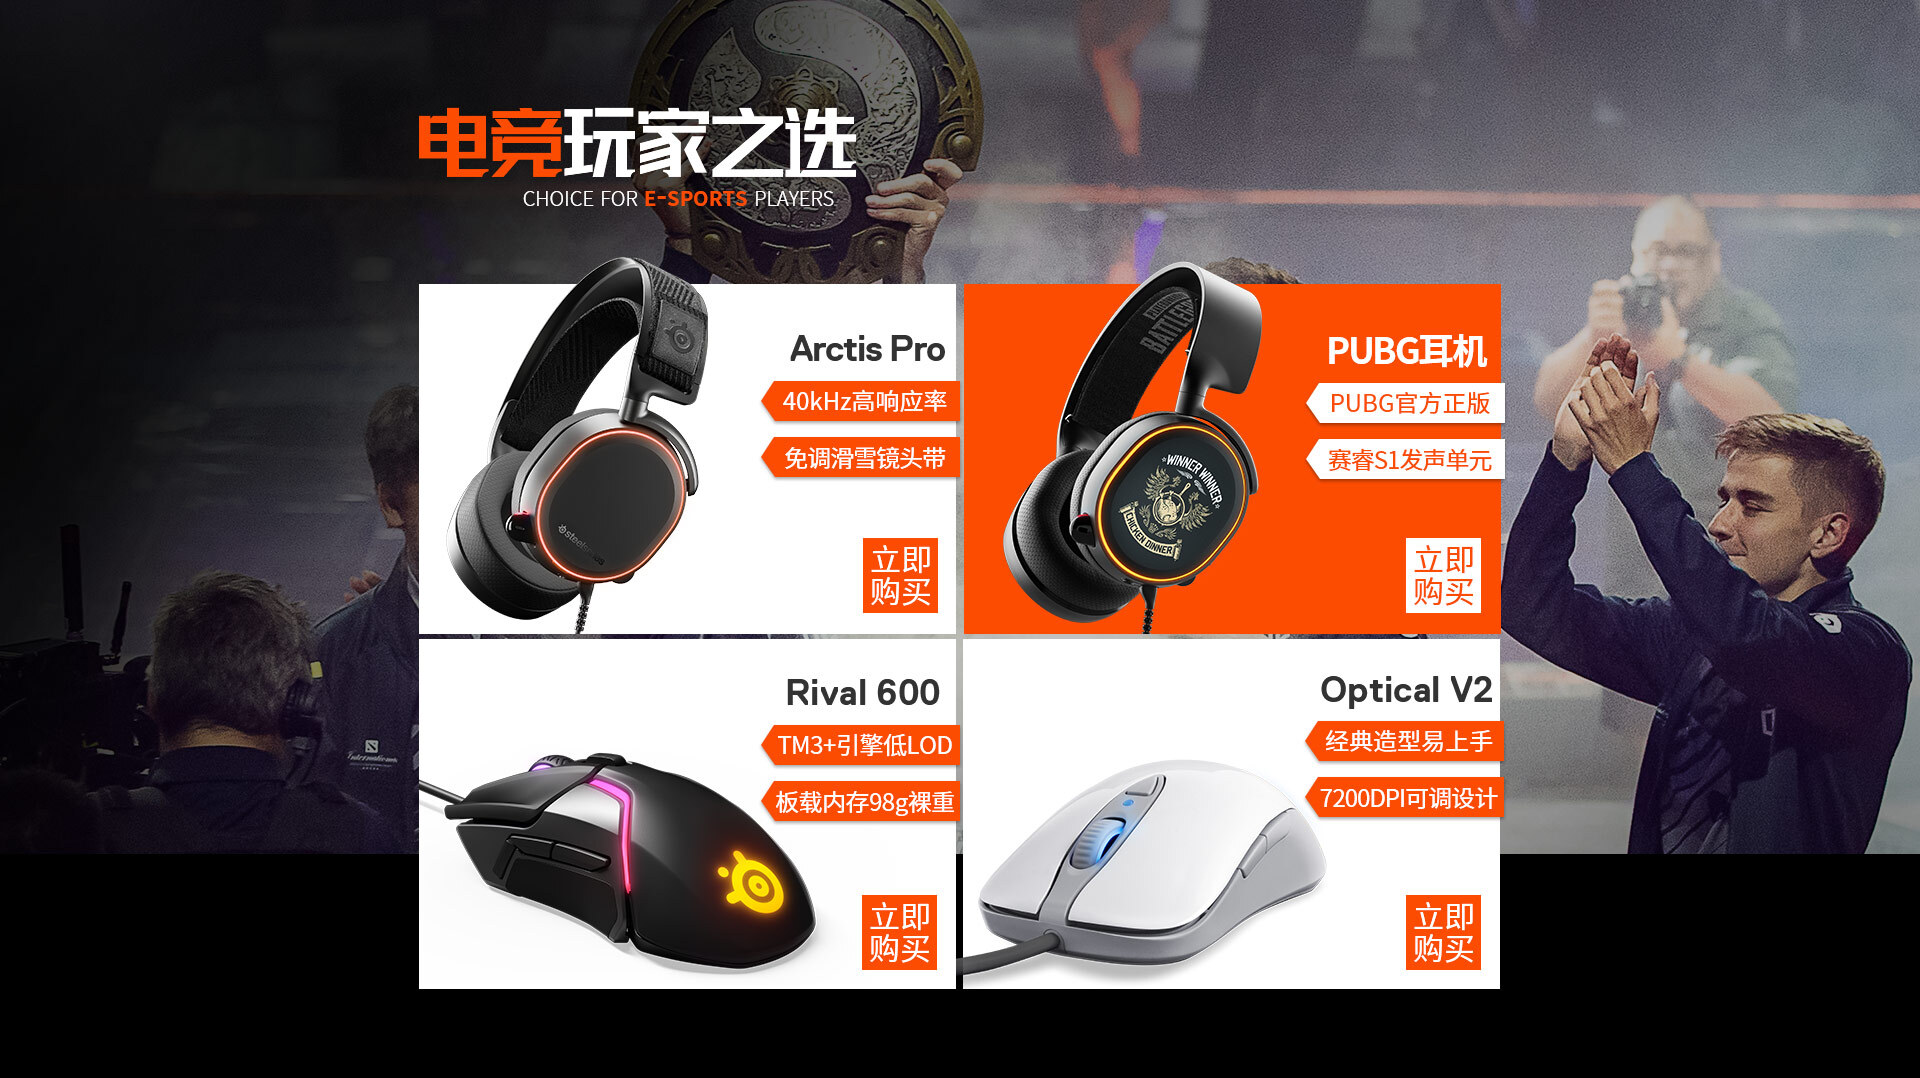 电竞玩家之选
CHOICE FOR E-SPORTS PLAYERS
Arctis Pro
40kHz高响应率
免调滑雪镜头带
立即
购买
PUBG耳机
PUBG官方正版
赛睿S1发声单元
WINNER WINNER
CHICKEN DINNER
立即
购买
Rival 600
TM3+引擎低LOD
板载内存98g裸重
立即
购买
Optical V2
经典造型易上手
7200DPI可调设计
立即
购买